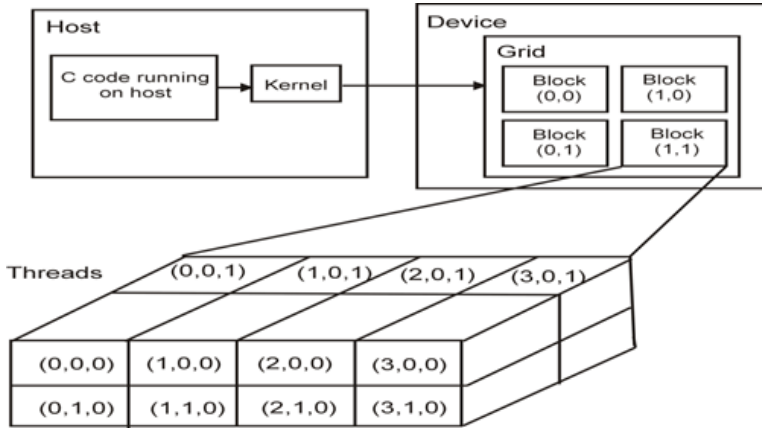 Host
C code running
on host
Kernel
Device
Grid
Block
(0,0)
Block
(1,0)
Block
(0,1)
Block
(1,1)
Threads
(0,0,1) (1,0,1) (2,0,1) (3,0,1)
(0,0,0) (1,0,0) (2,0,0) (3,0,0)
(0,1,0) (1,1,0) (2,1,0) (3,1,0)